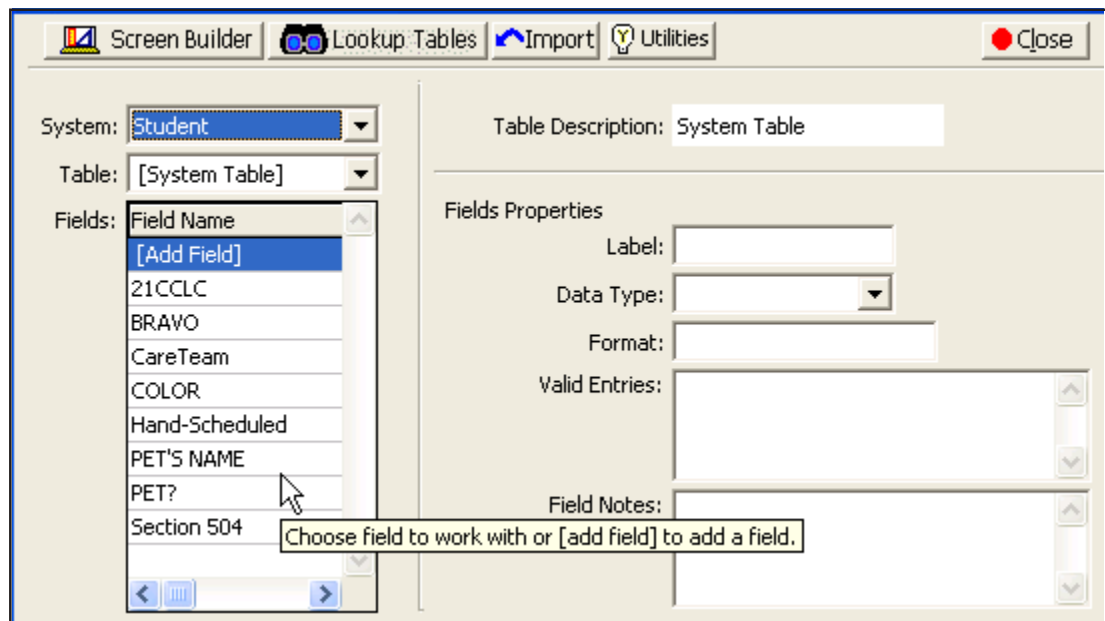 Screen Builder Lookup Tables Import Utilities Close
System: Student
Table: [System Table]
Fields: Field Name
[Add Field]
21CCLC
BRAVO
CareTeam
COLOR
Hand-Scheduled
PET'S NAME
PET?
Section 504
Table Description: System Table
Fields Properties
Label:
Data Type:
Format:
Valid Entries:
Field Notes:
Choose field to work with or [add field] to add a field.